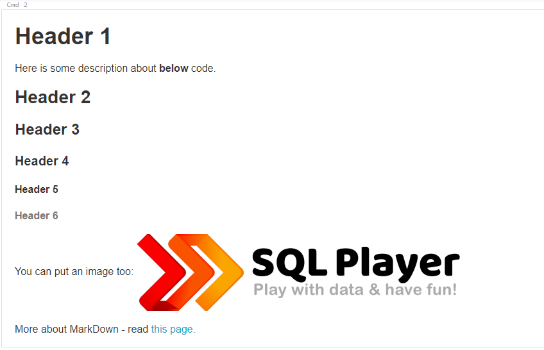 Cmd 2
Header 1
Here is some description about below code.
Header 2
Header 3
Header 4
Header 5
Header 6
You can put an image too:
SQL Player
Play with data & have fun!
More about MarkDown - read this page.